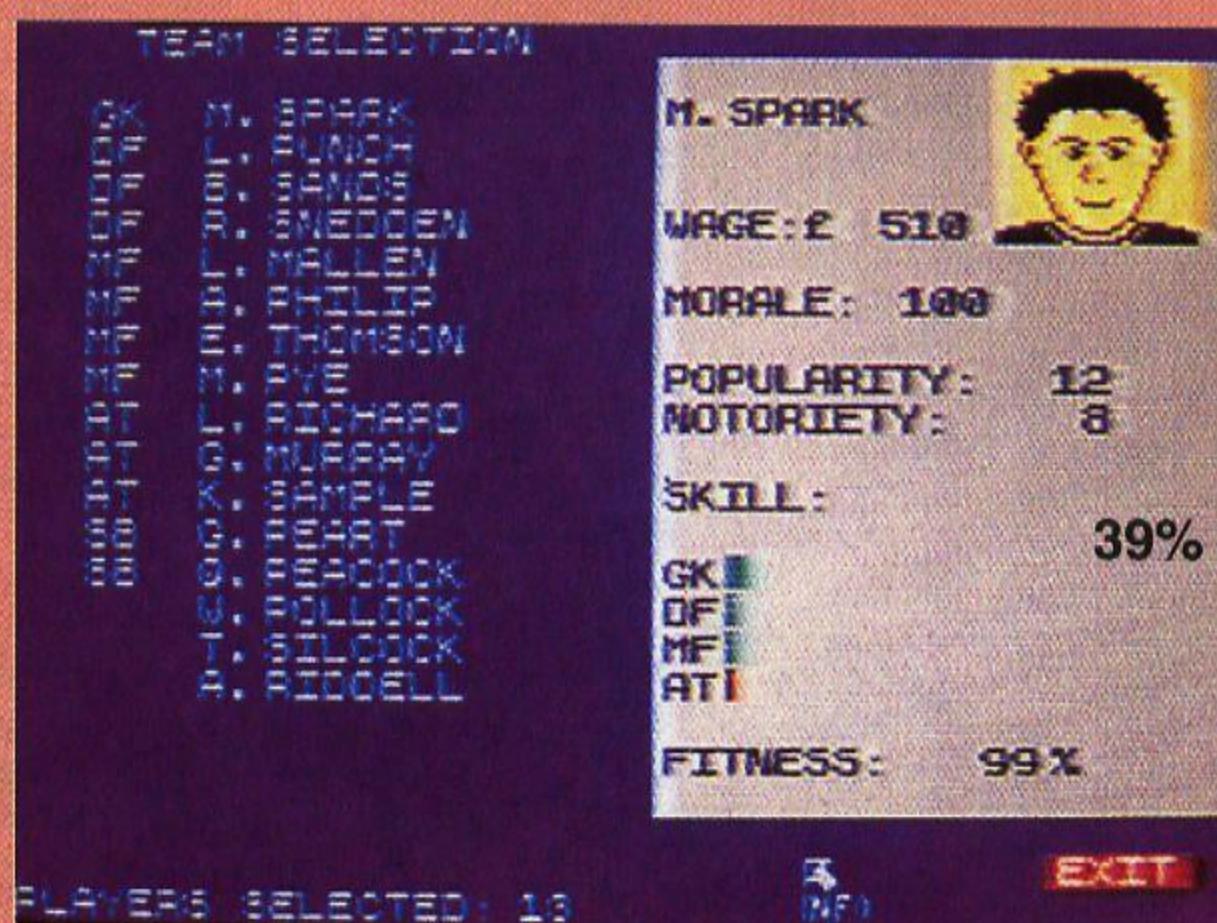 TEAM SELECTION
GK M. SPARK
DF L. PUNCH
DF B. SANDS
DF A. SNEDDEN
MF L. MALLEN
MF A. PHILIP
MF E. THOMSON
MF M. PYE
AT L. RICHARD
AT G. MURRAY
AT K. SAMPLE
SB G. PEART
SB PEACOCK
W. POLLOCK
T. SILCOCK
A. RIDDELL
PLAYERS SELECTED: 13
M. SPARK
WAGE:£ 510
MORALE: 100
POPULARITY: 12
NOTORIETY: 8
SKILL:
39%
GK
DF
MF
AT
FITNESS: 99%
INFO
EXIT